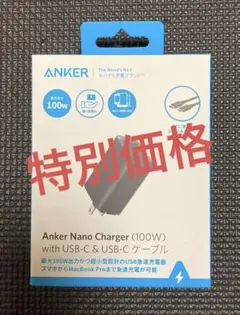 ANKER
The World's No.1
モバイル充電ブランド
最大出力
100w
特別価格
Anker Nano Charger (100W)
with USB-C & USB-C ケーブル
最大100W出力かつ超小型設計のUSB急速充電器
スマホからMacBook Proまで急速充電が可能